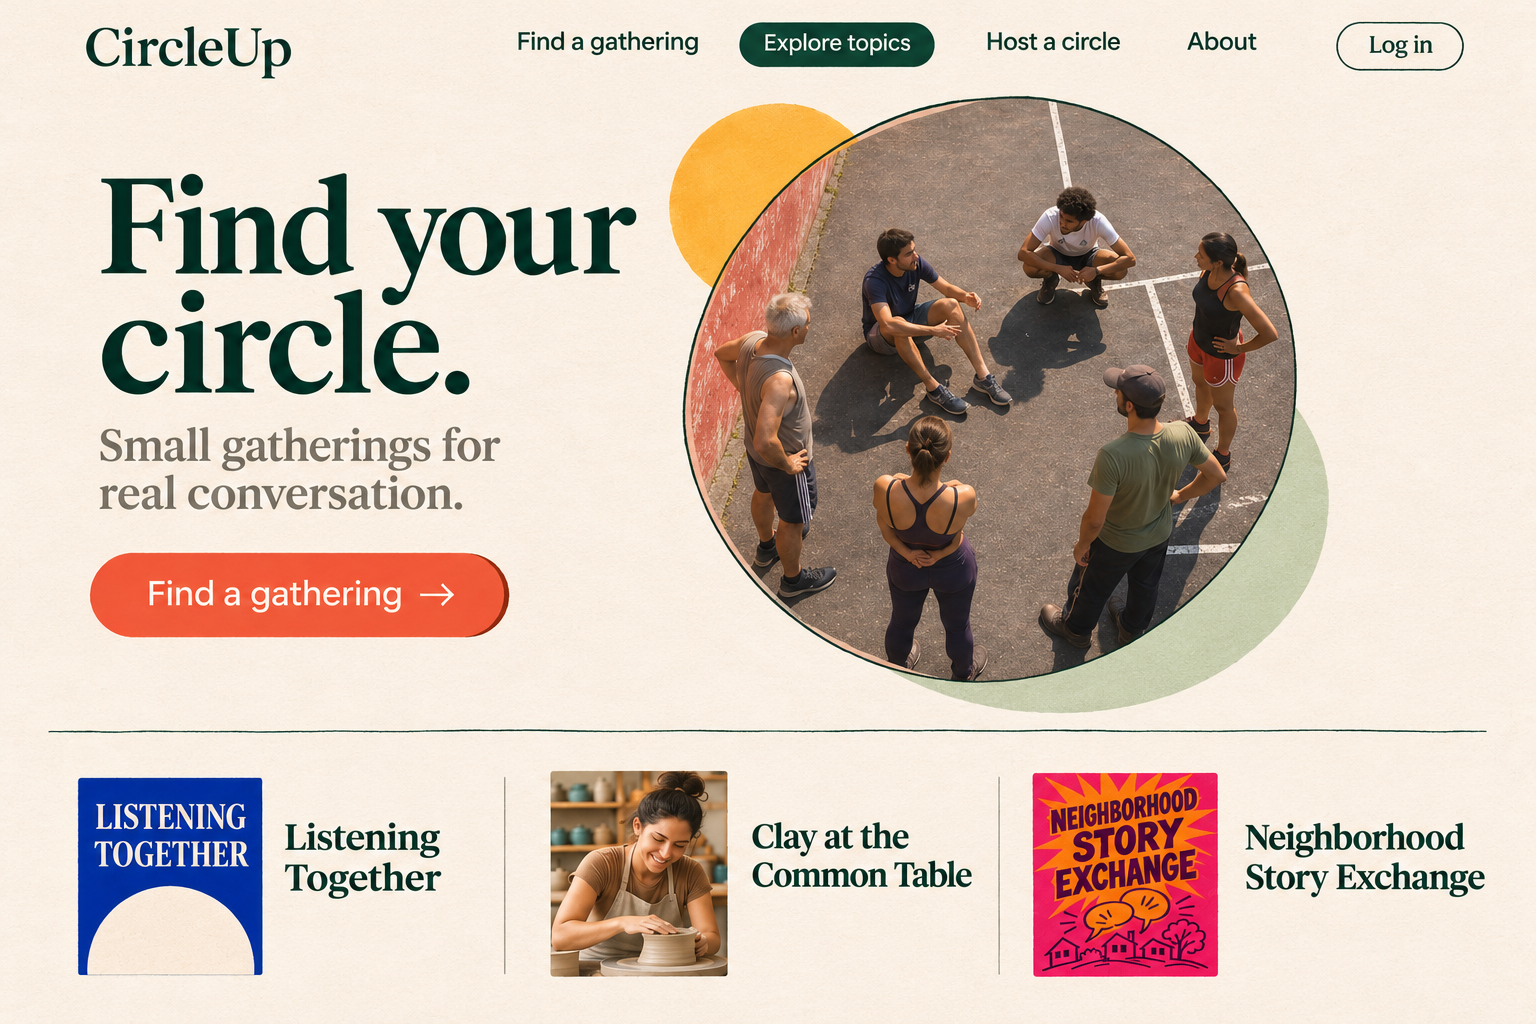 CircleUp
Find a gathering
Explore topics
Host a circle
About
Log in
Find your
circle.
Small gatherings for
real conversation.
Find a gathering →
LISTENING
TOGETHER
Listening
Together
Clay at the
Common Table
NEIGHBORHOOD
STORY
EXCHANGE
Neighborhood
Story Exchange